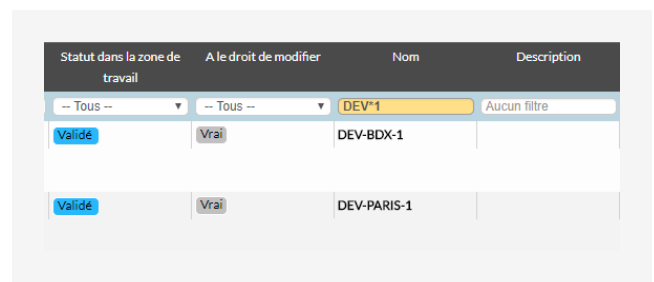 Statut dans la zone de travail A le droit de modifier Nom Description
-- Tous -- -- Tous -- DEV*1 Aucun filtre
Validé Vrai DEV-BDX-1
Validé Vrai DEV-PARIS-1